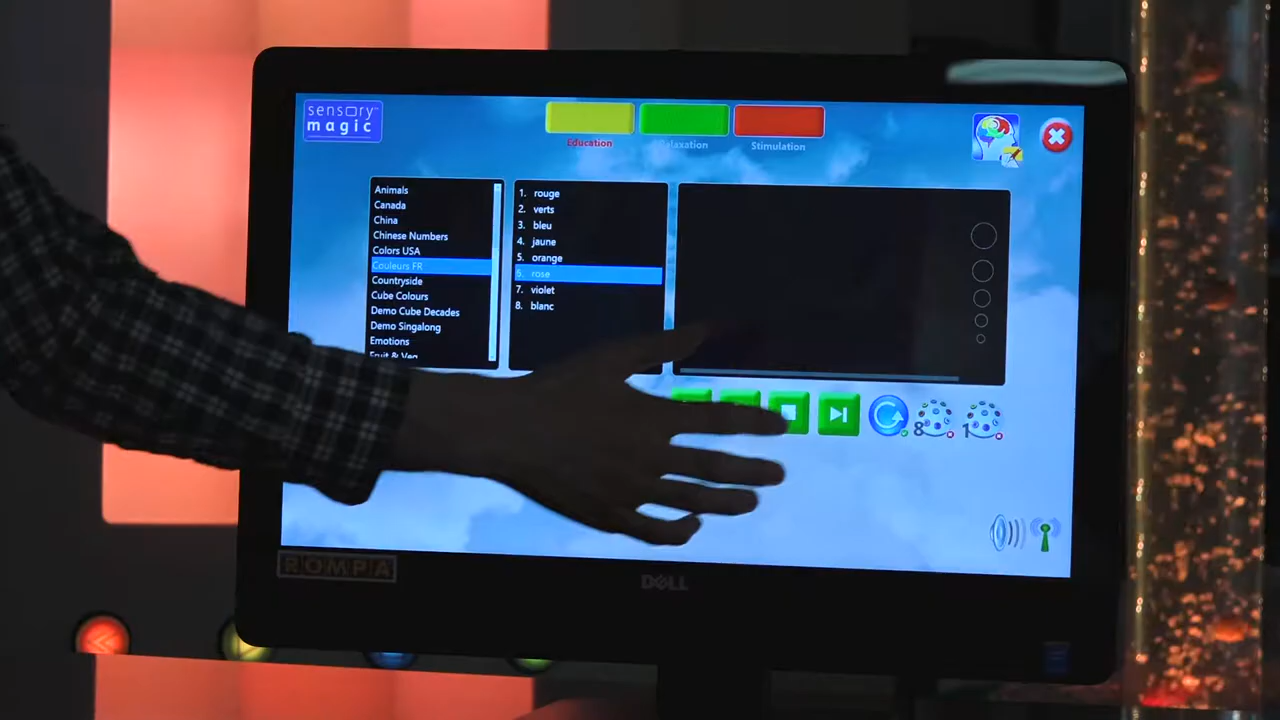 sensory
magic
Education
Relaxation
Stimulation
Animals
Canada
China
Chinese Numbers
Colors USA
Couleurs FR
Countryside
Cube Colours
Demo Cube Decades
Demo Singalong
Emotions
Fruit & Veg
1. rouge
2. verts
3. bleu
4. jaune
5. orange
6. rose
7. violet
8. blanc
8
1
ROMPA
DELL